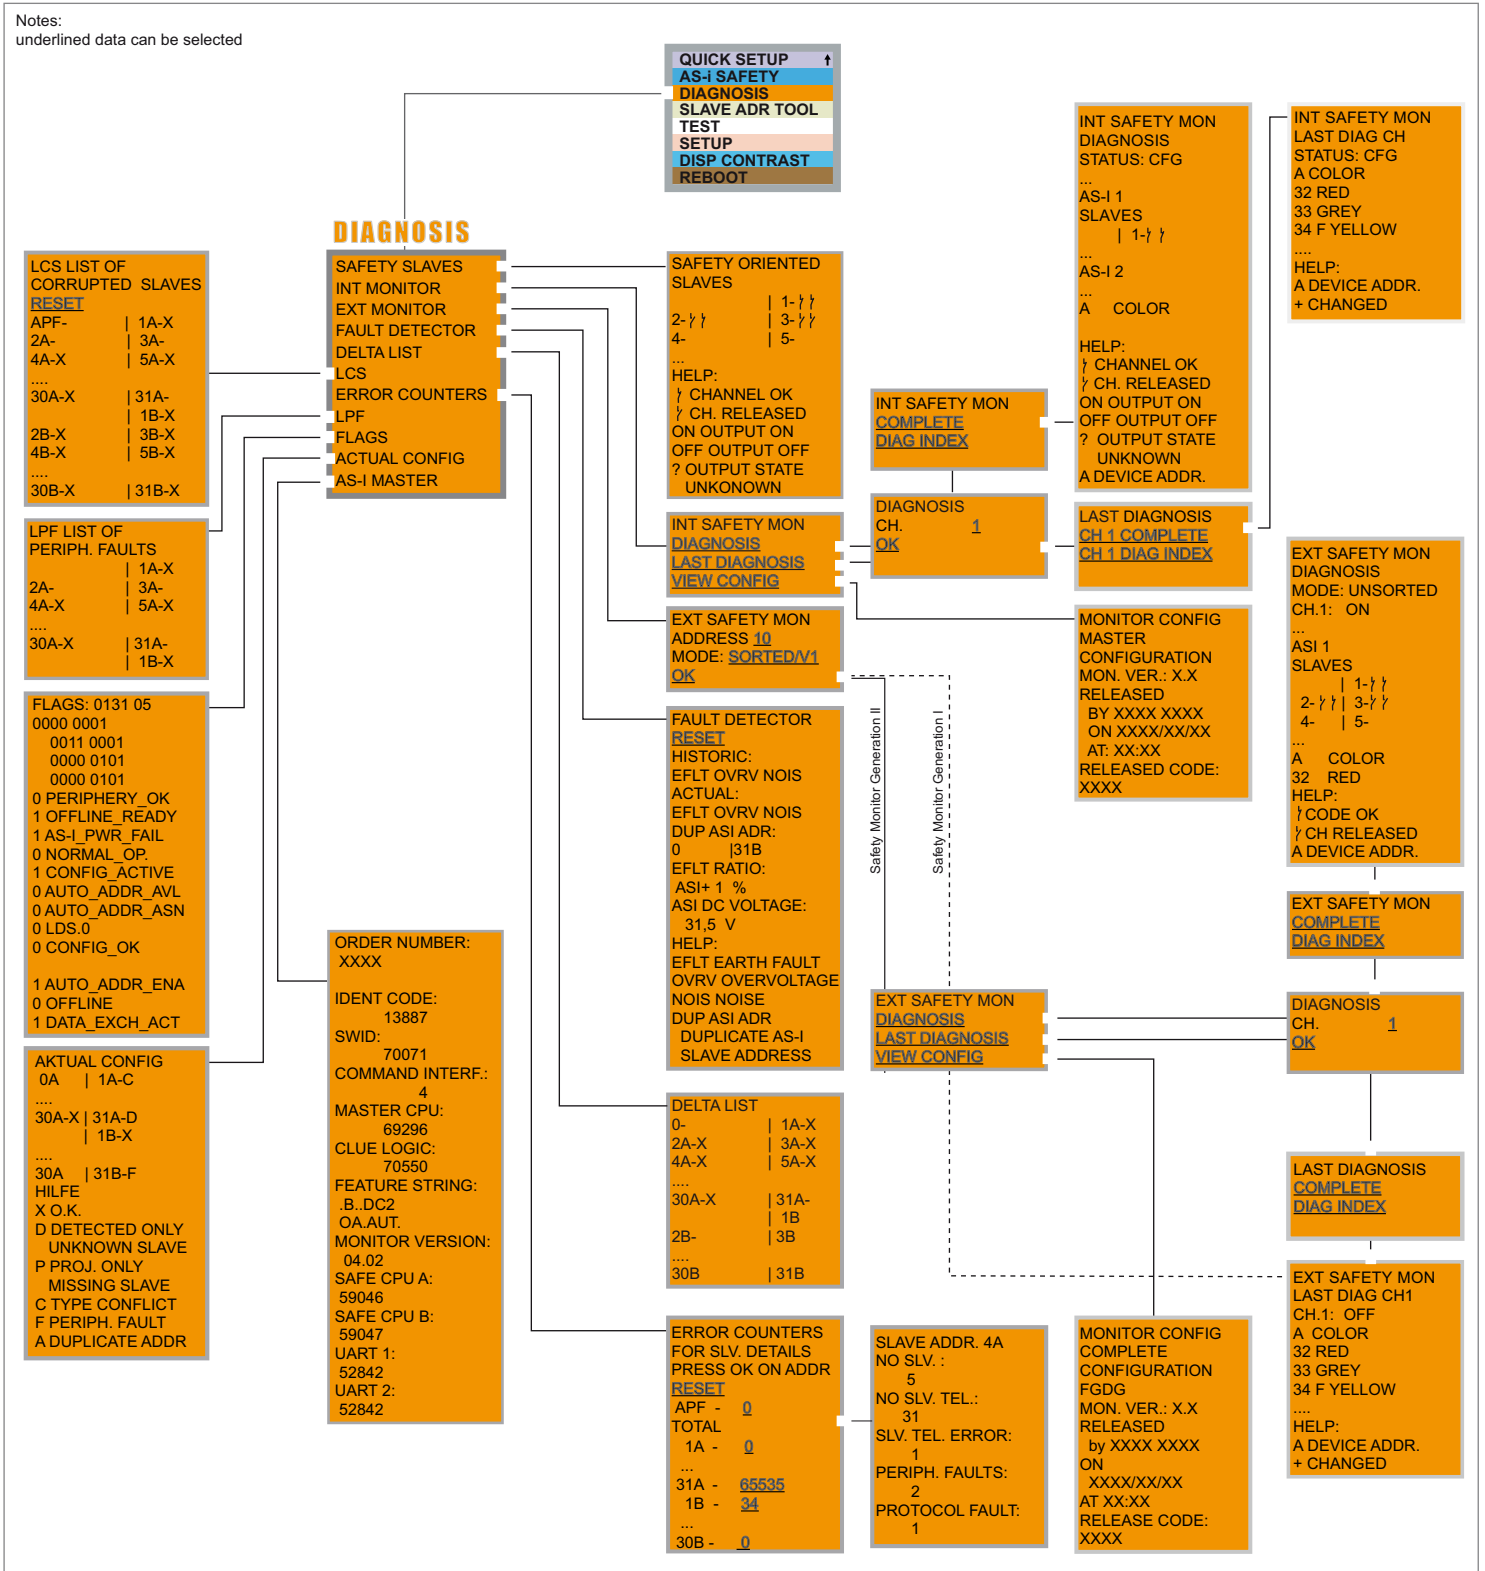 Notes:
underlined data can be selected
QUICK SETUP
AS-i SAFETY
DIAGNOSIS
SLAVE ADR TOOL
TEST
SETUP
DISP CONTRAST
REBOOT
DIAGNOSIS
SAFETY SLAVES
INT MONITOR
EXT MONITOR
FAULT DETECTOR
DELTA LIST
LCS
ERROR COUNTERS
LPF
FLAGS
ACTUAL CONFIG
AS-I MASTER
LCS LIST OF
CORRUPTED SLAVES
RESET
APF- | 1A-X
2A- | 3A-
4A-X | 5A-X
....
30A-X | 31A-
| 1B-X
2B-X | 3B-X
4B-X | 5B-X
....
30B-X | 31B-X
LPF LIST OF
PERIPH. FAULTS
| 1A-X
2A- | 3A-
4A-X | 5A-X
....
30A-X | 31A-
| 1B-X
FLAGS: 0131 05
0000 0001
0011 0001
0000 0101
0000 0101
0 PERIPHERY_OK
1 OFFLINE_READY
1 AS-I_PWR_FAIL
0 NORMAL_OP.
1 CONFIG_ACTIVE
0 AUTO_ADDR_AVL
0 AUTO_ADDR_ASN
0 LDS.0
0 CONFIG_OK
1 AUTO_ADDR_ENA
0 OFFLINE
1 DATA_EXCH_ACT
AKTUAL CONFIG
0A | 1A-C
....
30A-X | 31A-D
| 1B-X
....
30A | 31B-F
HILFE
X O.K.
D DETECTED ONLY
UNKNOWN SLAVE
P PROJ. ONLY
MISSING SLAVE
C TYPE CONFLICT
F PERIPH. FAULT
A DUPLICATE ADDR
ORDER NUMBER:
XXXX
IDENT CODE:
13887
SWID:
70071
COMMAND INTERF.:
4
MASTER CPU:
69296
CLUE LOGIC:
70550
FEATURE STRING:
.B..DC2
OA.AUT.
MONITOR VERSION:
04.02
SAFE CPU A:
59046
SAFE CPU B:
59047
UART 1:
52842
UART 2:
52842
SAFETY ORIENTED
SLAVES
| 1-
2- | 3-
4- | 5-
...
HELP:
CHANNEL OK
CH. RELEASED
ON OUTPUT ON
OFF OUTPUT OFF
? OUTPUT STATE
UNKONOWN
INT SAFETY MON
DIAGNOSIS
LAST DIAGNOSIS
VIEW CONFIG
EXT SAFETY MON
ADDRESS 10
MODE: SORTED/V1
OK
FAULT DETECTOR
RESET
HISTORIC:
EFLT OVRV NOIS
ACTUAL:
EFLT OVRV NOIS
DUP ASI ADR:
0 |31B
EFLT RATIO:
ASI+ 1 %
ASI DC VOLTAGE:
31,5 V
HELP:
EFLT EARTH FAULT
OVRV OVERVOLTAGE
NOIS NOISE
DUP ASI ADR
DUPLICATE AS-I
SLAVE ADDRESS
DELTA LIST
0- | 1A-X
2A-X | 3A-X
4A-X | 5A-X
....
30A-X | 31A-
| 1B
2B- | 3B
....
30B | 31B
ERROR COUNTERS
FOR SLV. DETAILS
PRESS OK ON ADDR
RESET
APF - 0
TOTAL
1A - 0
...
31A - 65535
1B - 34
...
30B - 0
SLAVE ADDR. 4A
NO SLV. :
5
NO SLV. TEL.:
31
SLV. TEL. ERROR:
1
PERIPH. FAULTS:
2
PROTOCOL FAULT:
1
INT SAFETY MON
COMPLETE
DIAG INDEX
DIAGNOSIS
CH. 1
OK
Safety Monitor Generation II
Safety Monitor Generation I
EXT SAFETY MON
DIAGNOSIS
LAST DIAGNOSIS
VIEW CONFIG
INT SAFETY MON
DIAGNOSIS
STATUS: CFG
...
AS-I 1
SLAVES
| 1-
...
AS-I 2
...
A COLOR
HELP:
CHANNEL OK
CH. RELEASED
ON OUTPUT ON
OFF OUTPUT OFF
? OUTPUT STATE
UNKNOWN
A DEVICE ADDR.
LAST DIAGNOSIS
CH 1 COMPLETE
CH 1 DIAG INDEX
MONITOR CONFIG
MASTER
CONFIGURATION
MON. VER.: X.X
RELEASED
BY XXXX XXXX
ON XXXX/XX/XX
AT: XX:XX
RELEASED CODE:
XXXX
MONITOR CONFIG
COMPLETE
CONFIGURATION
FGDG
MON. VER.: X.X
RELEASED
by XXXX XXXX
ON
XXXX/XX/XX
AT XX:XX
RELEASE CODE:
XXXX
INT SAFETY MON
LAST DIAG CH
STATUS: CFG
A COLOR
32 RED
33 GREY
34 F YELLOW
....
HELP:
A DEVICE ADDR.
+ CHANGED
EXT SAFETY MON
DIAGNOSIS
MODE: UNSORTED
CH.1: ON
...
ASI 1
SLAVES
| 1-
2- | 3-
4- | 5-
...
A COLOR
32 RED
HELP:
CODE OK
CH RELEASED
A DEVICE ADDR.
EXT SAFETY MON
COMPLETE
DIAG INDEX
DIAGNOSIS
CH. 1
OK
LAST DIAGNOSIS
COMPLETE
DIAG INDEX
EXT SAFETY MON
LAST DIAG CH1
CH.1: OFF
A COLOR
32 RED
33 GREY
34 F YELLOW
....
HELP:
A DEVICE ADDR.
+ CHANGED